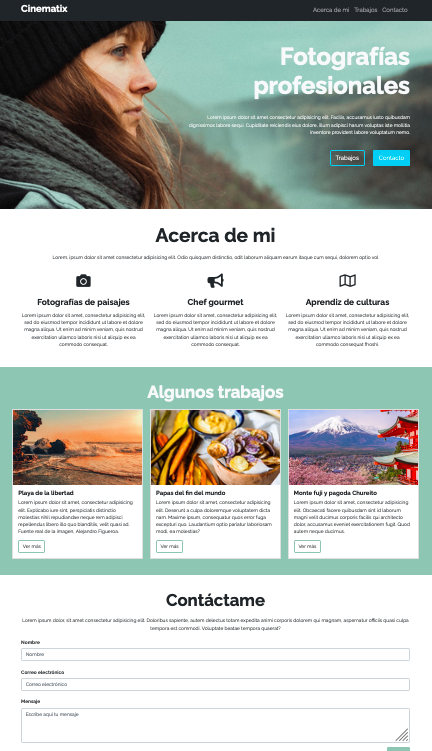 Cinematix
Acerca de mi Trabajos Contacto
Fotografías
profesionales
Lorem ipsum dolor sit amet consectetur adipisicing elit. Facilis, accusamus iusto quibusdam
dignissimos labore sequi. Cupiditate reiciendis eius dolore, illum adipisci harum voluptas iste mollitia
inventore provident labore voluptatum nemo.
Trabajos Contacto
Acerca de mi
Lorem, ipsum dolor sit amet consectetur adipisicing elit. Odio quisquam distinctio, odit laborum aliquam earum itaque cum sequi, dolorem optio vel.
Fotografías de paisajes
Lorem ipsum dolor sit amet, consectetur adipisicing elit,
sed do eiusmod tempor incididunt ut labore et dolore
magna aliqua. Ut enim ad minim veniam, quis nostrud
exercitation ullamco laboris nisi ut aliquip ex ea
commodo consequat.
Chef gourmet
Lorem ipsum dolor sit amet, consectetur adipisicing elit,
sed do eiusmod tempor incididunt ut labore et dolore
magna aliqua. Ut enim ad minim veniam, quis nostrud
exercitation ullamco laboris nisi ut aliquip ex ea
commodo consequat.
Aprendiz de culturas
Lorem ipsum dolor sit amet, consectetur adipisicing elit,
sed do eiusmod tempor incididunt ut labore et dolore
magna aliqua. Ut enim ad minim veniam, quis nostrud
exercitation ullamco laboris nisi ut aliquip ex ea
commodo consequat
Algunos trabajos
Playa de la libertad
Lorem ipsum dolor sit amet, consectetur adipisicing
elit. Explicabo iure sint, perspiciatis distinctio
molestias nihil repudiandae neque rem adipisci
repellendus libero illo quo blanditiis, velit quasi ad.
Fuente real de la imagen, Alejandro Figueroa.
Ver más
Papas del fin del mundo
Lorem ipsum dolor sit amet, consectetur adipisicing
elit. Deserunt a culpa doloremque voluptatem dicta
nam. Maxime ipsum, consequatur quos error fuga
excepturi quo. Laudantium optio pariatur laboriosam
modi, ea molestias?
Ver más
Monte fuji y pagoda Chureito
Lorem ipsum dolor sit amet, consectetur adipisicing
elit. Obcaecati facere quibusdam sint id laborum
magni velit ducimus corporis facilis qui architecto
dolor, accusamus eveniet exercitationem fugit. Quod
autem neque ducimus.
Ver más
Contáctame
Lorem ipsum dolor, sit amet consectetur adipisicing elit. Doloribus sapiente, autem delectus totam expedita animi corporis dolorem qui magnam, aspernatur officiis quasi culpa
tempora est commodi. Voluptate beatae tempora quaerat?
Nombre
Nombre
Correo electrónico
Correo electrónico
Mensaje
Escribe aquí tu mensaje